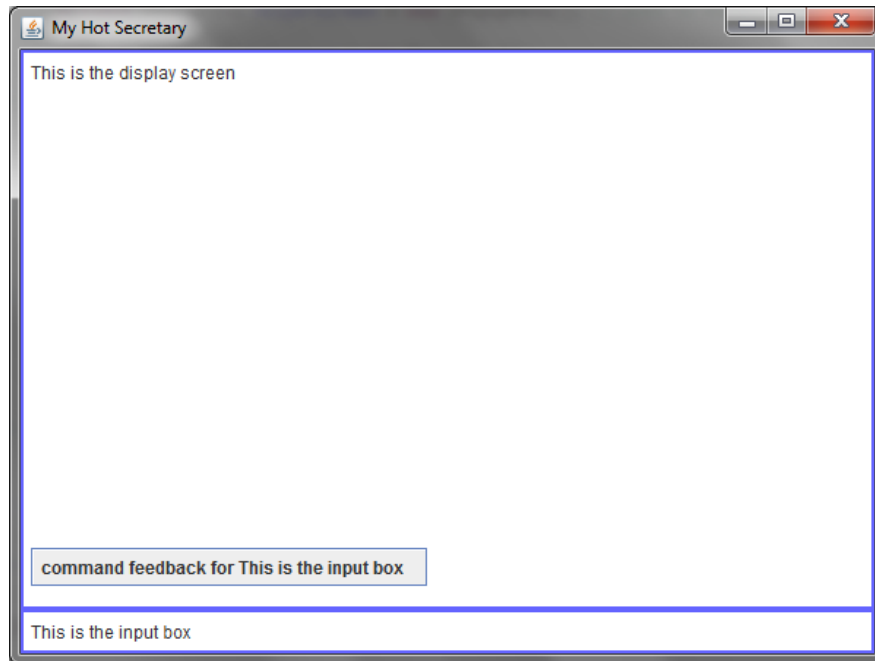 My Hot Secretary
This is the display screen
command feedback for This is the input box
This is the input box